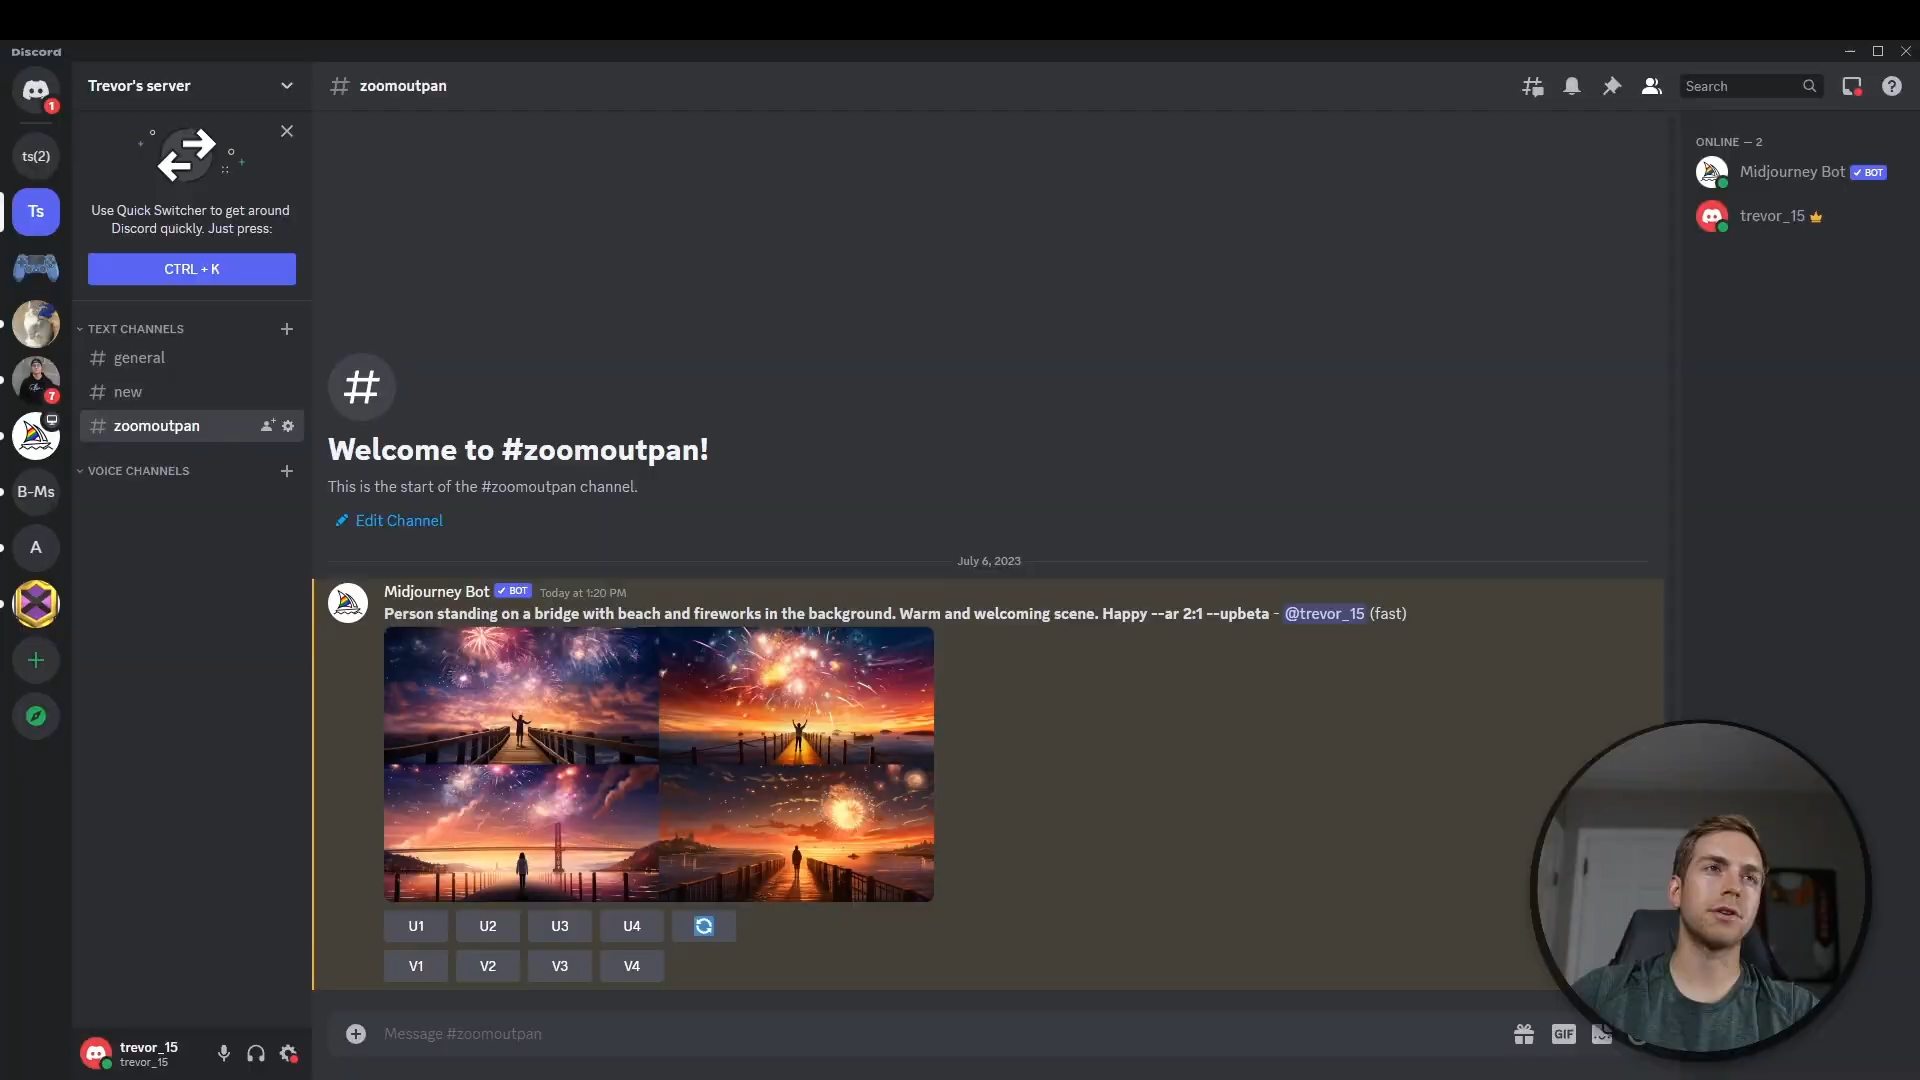 Discord
Trevor's server
zoomoutpan
Search
1
ts(2)
Ts
7
B-Ms
A
Use Quick Switcher to get around
Discord quickly. Just press:
CTRL + K
TEXT CHANNELS
general
new
zoomoutpan
VOICE CHANNELS
Welcome to #zoomoutpan!
This is the start of the #zoomoutpan channel.
Edit Channel
July 6, 2023
Midjourney Bot BOT Today at 1:20 PM
Person standing on a bridge with beach and fireworks in the background. Warm and welcoming scene. Happy --ar 2:1 --upbeta - @trevor_15 (fast)
U1 U2 U3 U4
V1 V2 V3 V4
Message #zoomoutpan
GIF
trevor_15
trevor_15
ONLINE — 2
Midjourney Bot BOT
trevor_15